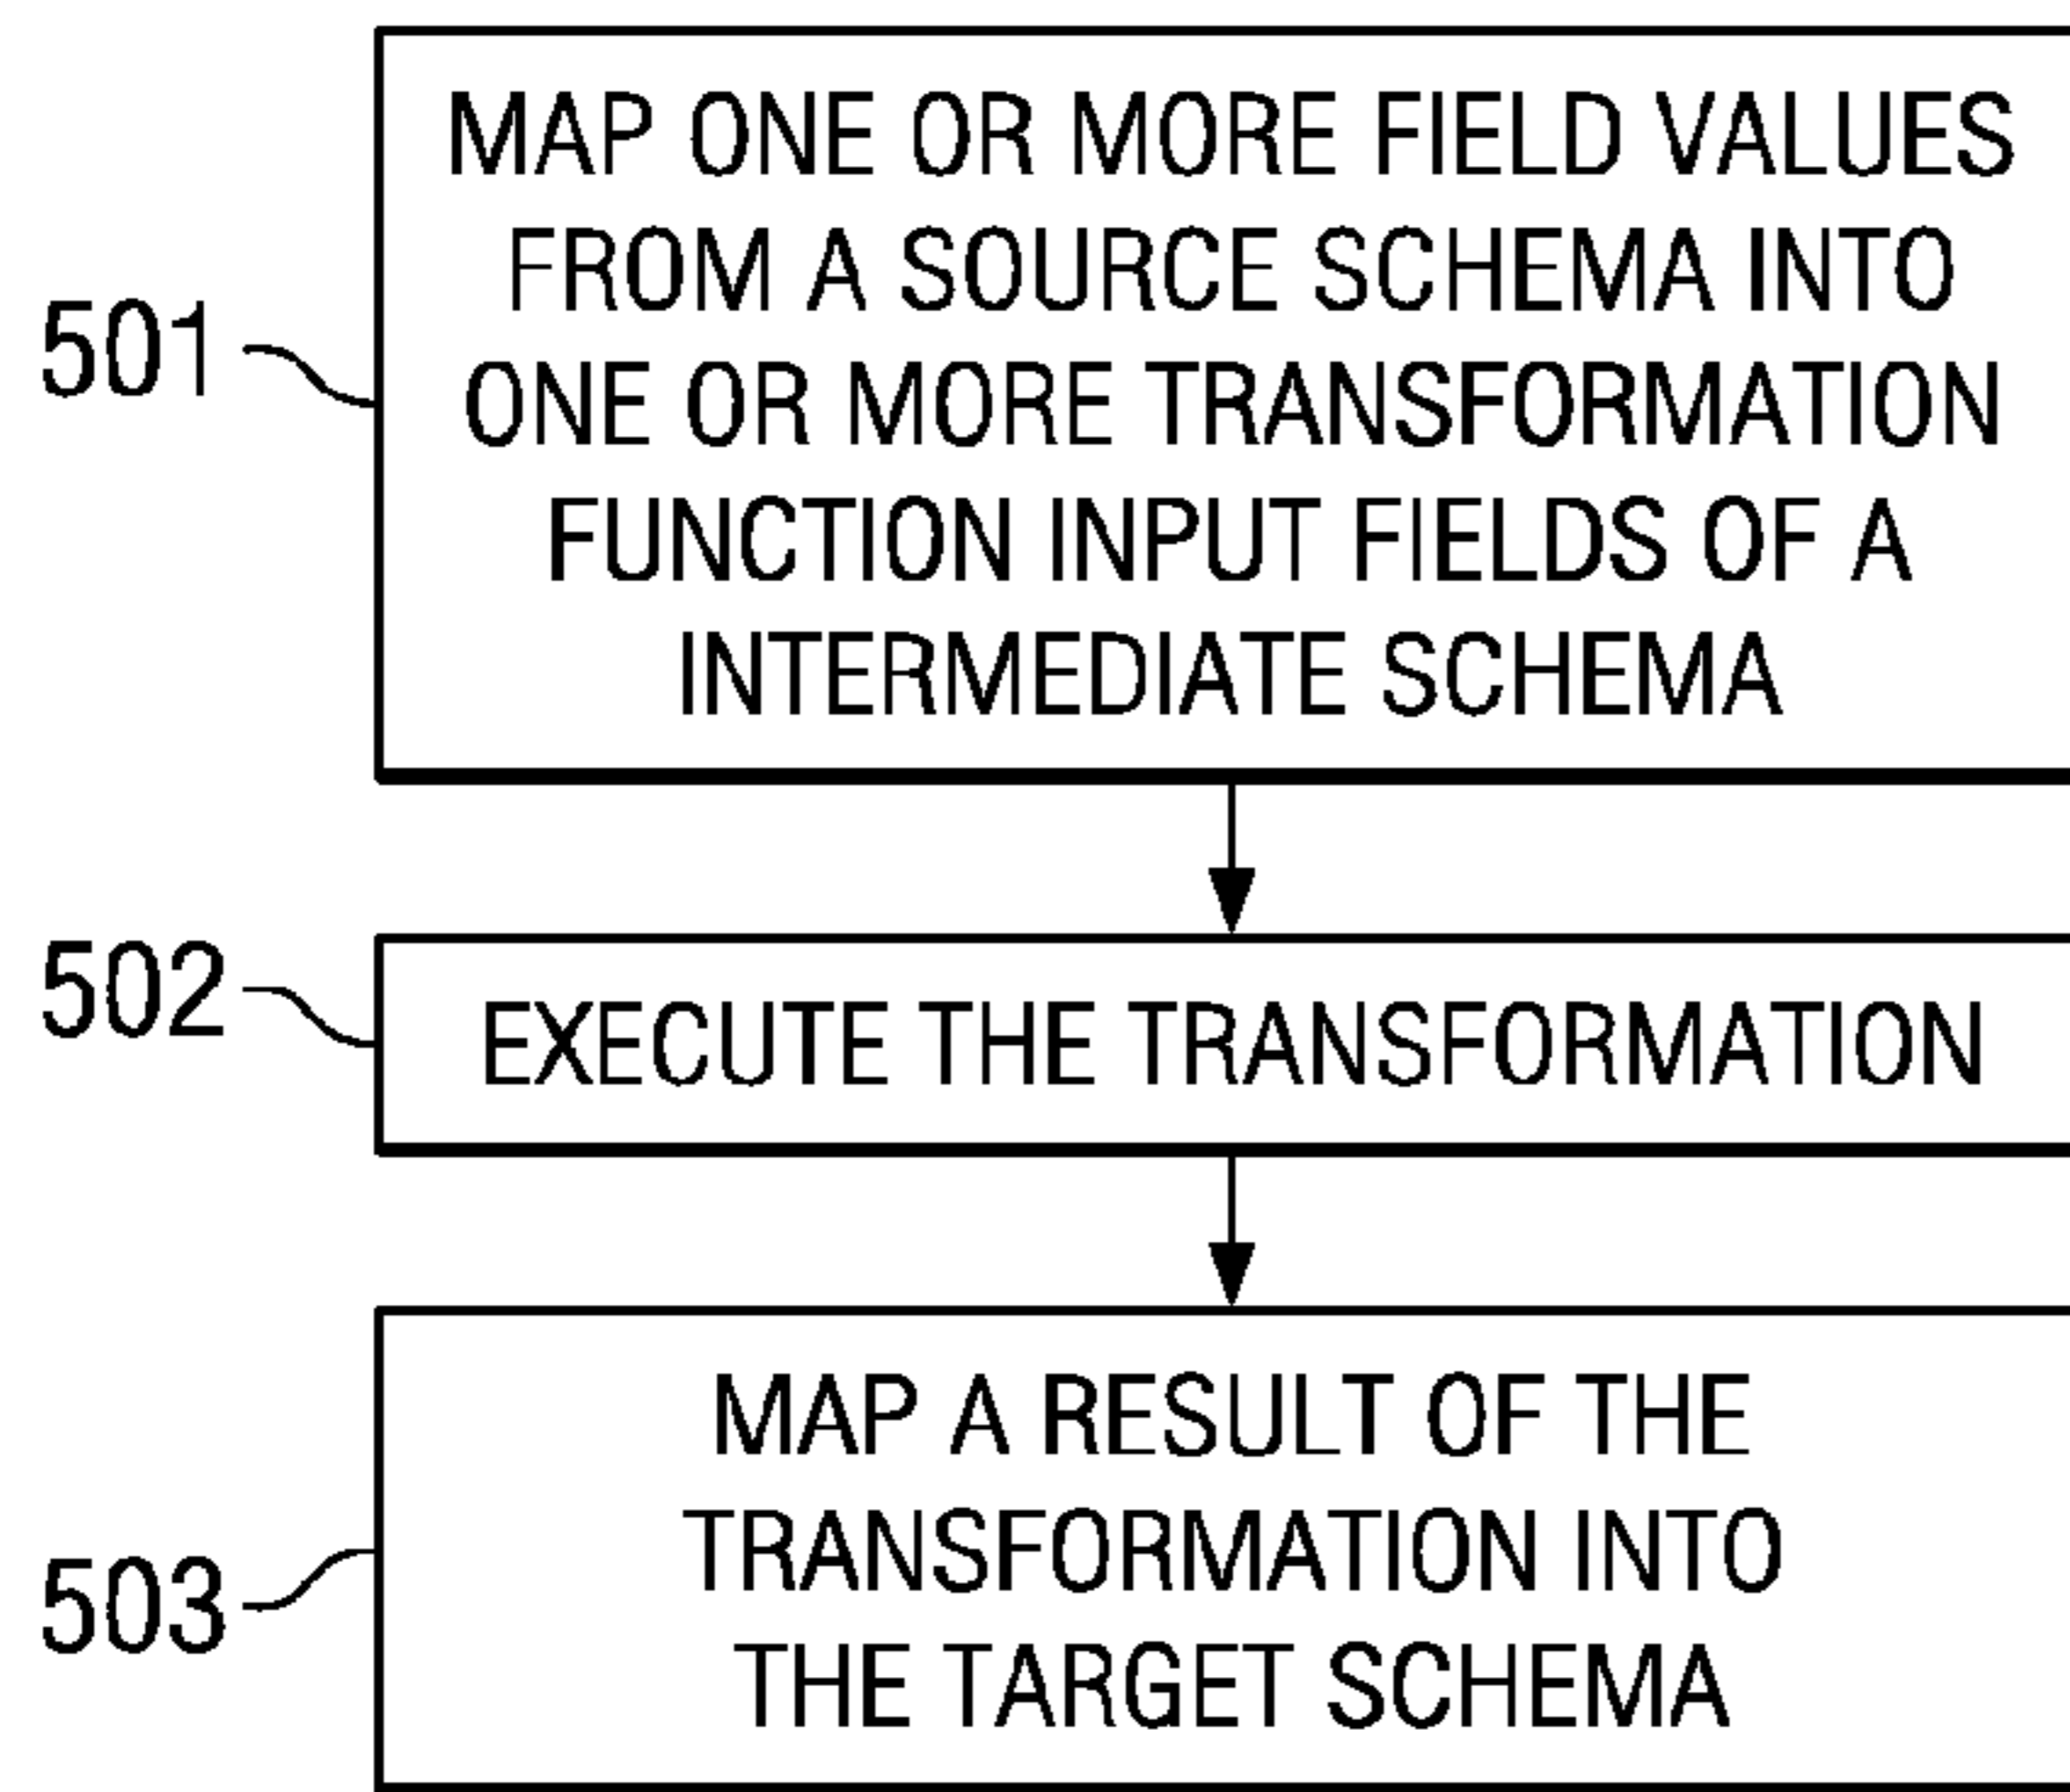 MAP ONE OR MORE FIELD VALUES
FROM A SOURCE SCHEMA INTO
ONE OR MORE TRANSFORMATION
FUNCTION INPUT FIELDS OF A
INTERMEDIATE SCHEMA
501
502
EXECUTE THE TRANSFORMATION
MAP A RESULT OF THE
TRANSFORMATION INTO
THE TARGET SCHEMA
503